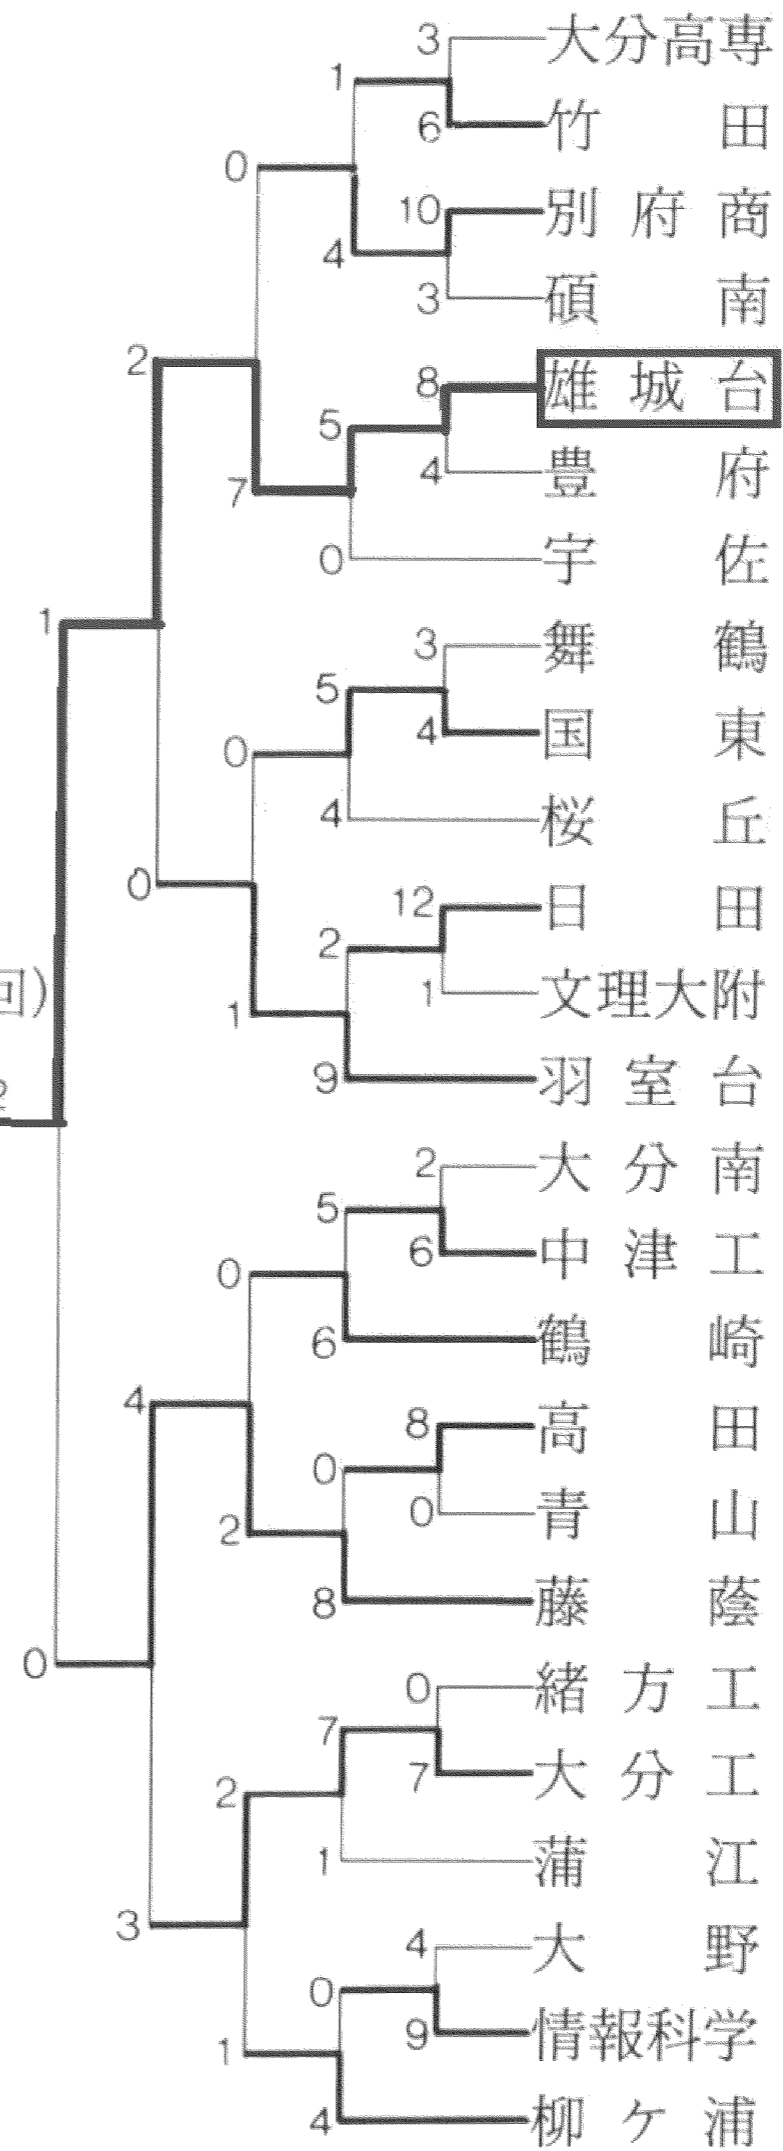 3 大分高専
1
6 竹田
0
10 別府商
4
3 碩南
2
8 雄城台
5
4 豊府
7
0 宇佐
1
3 舞鶴
5
4 国東
0
4 桜丘
0
12 日田
2
1 文理大附
回)
1
9 羽室台
2 大分南
5
6 中津工
0
6 鶴崎
4
8 高田
0
0 青山
2
8 藤蔭
0
0 緒方工
7
7 大分工
2
1 蒲江
3
4 大野
0
9 情報科学
1
4 柳ケ浦